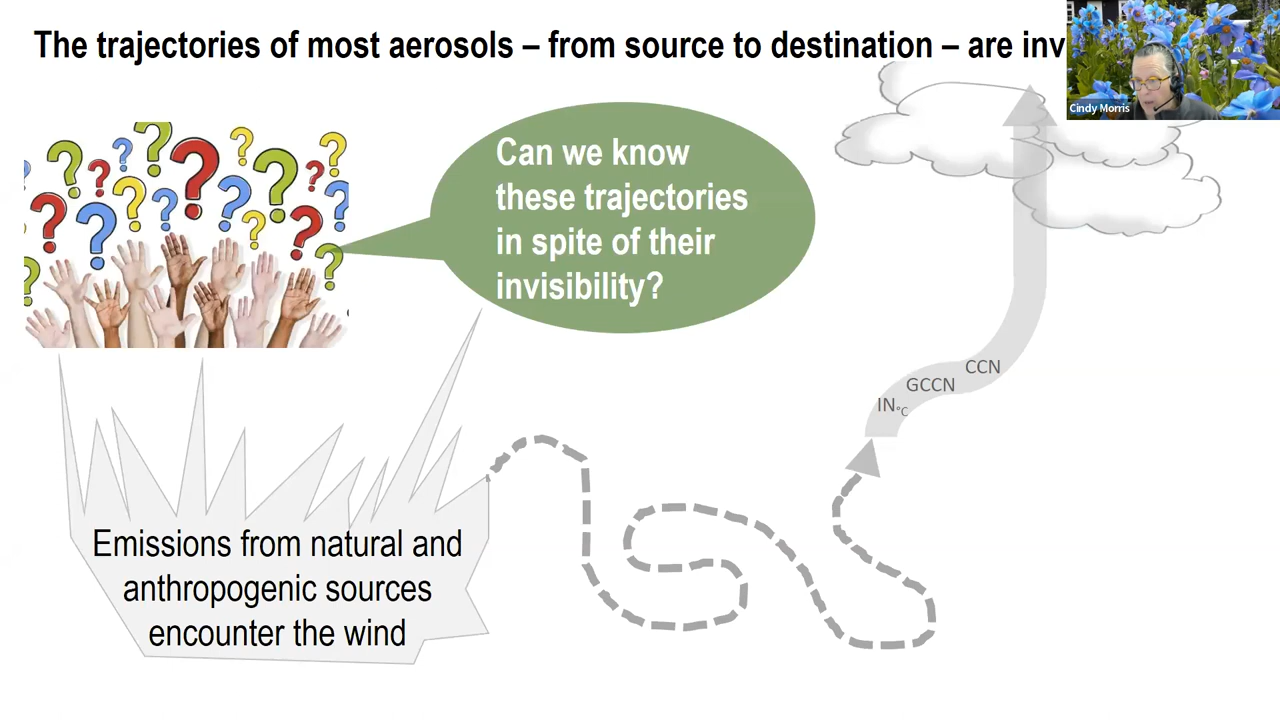 The trajectories of most aerosols – from source to destination – are inv
Cindy Morris
Can we know
these trajectories
in spite of their
invisibility?
CCN
GCCN
IN°C
Emissions from natural and
anthropogenic sources
encounter the wind